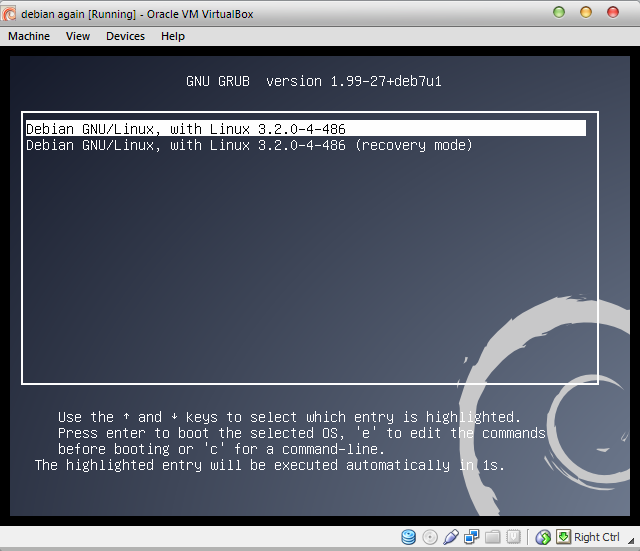 debian again [Running] - Oracle VM VirtualBox
Machine View Devices Help
GNU GRUB version 1.99-27+deb7u1
Debian GNU/Linux, with Linux 3.2.0-4-486
Debian GNU/Linux, with Linux 3.2.0-4-486 (recovery mode)
Use the ↑ and ↓ keys to select which entry is highlighted.
Press enter to boot the selected OS, 'e' to edit the commands
before booting or 'c' for a command-line.
The highlighted entry will be executed automatically in 1s.
Right Ctrl